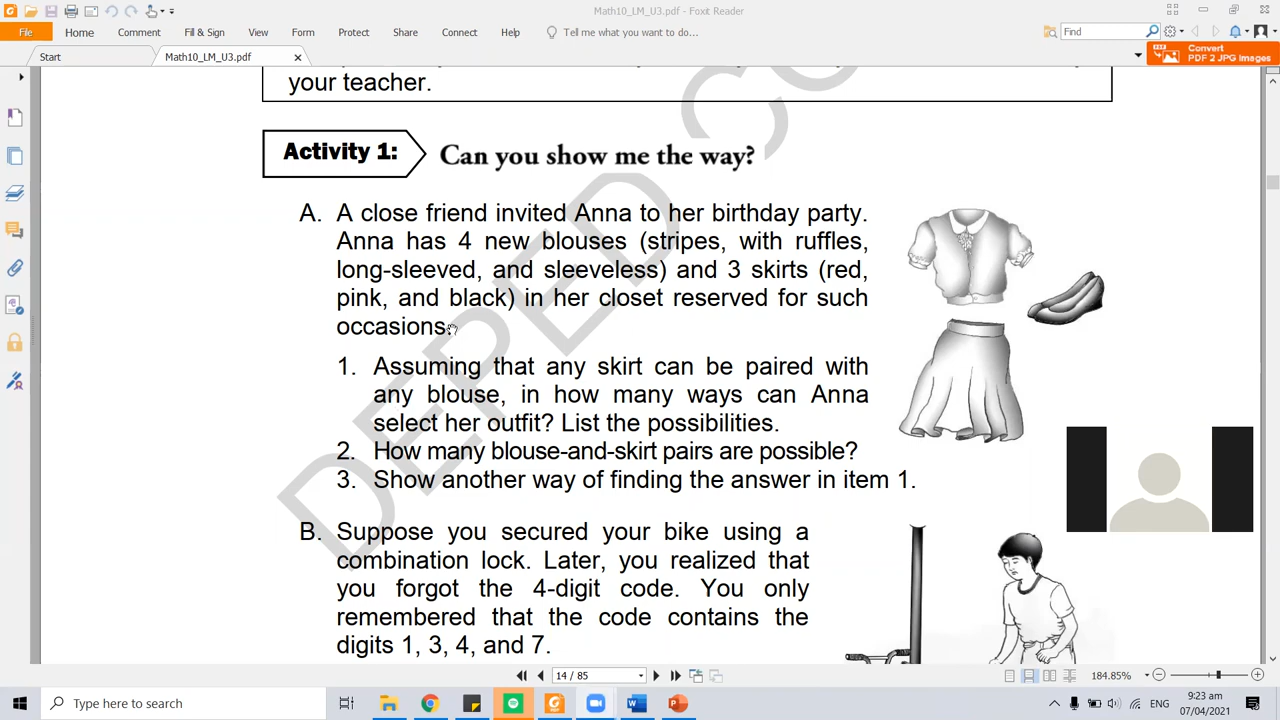 Math10_LM_U3.pdf - Foxit Reader
File Home Comment Fill & Sign View Form Protect Share Connect Help Tell me what you want to do... Find
Start Math10_LM_U3.pdf
Convert
PDF 2 JPG Images
your teacher.
Activity 1: Can you show me the way?
A. A close friend invited Anna to her birthday party.
Anna has 4 new blouses (stripes, with ruffles,
long-sleeved, and sleeveless) and 3 skirts (red,
pink, and black) in her closet reserved for such
occasions.
1. Assuming that any skirt can be paired with
any blouse, in how many ways can Anna
select her outfit? List the possibilities.
2. How many blouse-and-skirt pairs are possible?
3. Show another way of finding the answer in item 1.
B. Suppose you secured your bike using a
combination lock. Later, you realized that
you forgot the 4-digit code. You only
remembered that the code contains the
digits 1, 3, 4, and 7.
DEPED C
14 / 85
184.85%
Type here to search
ENG
9:23 am
07/04/2021